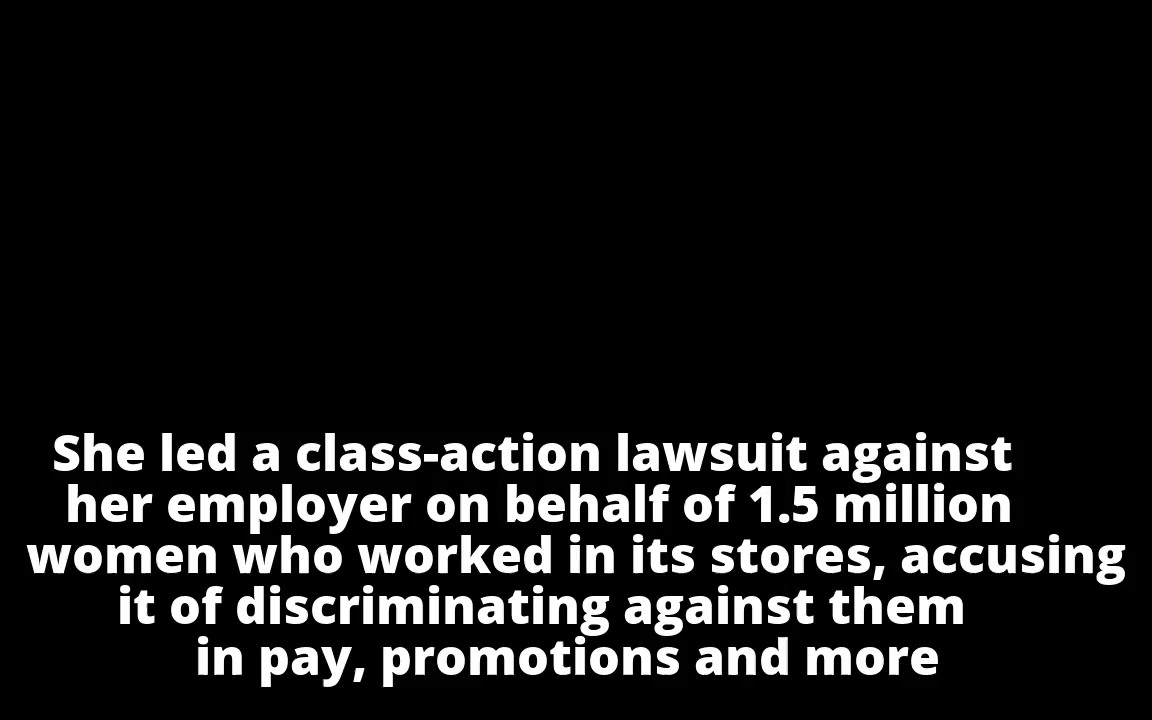 She led a class-action lawsuit against
her employer on behalf of 1.5 million
women who worked in its stores, accusing
it of discriminating against them
in pay, promotions and more